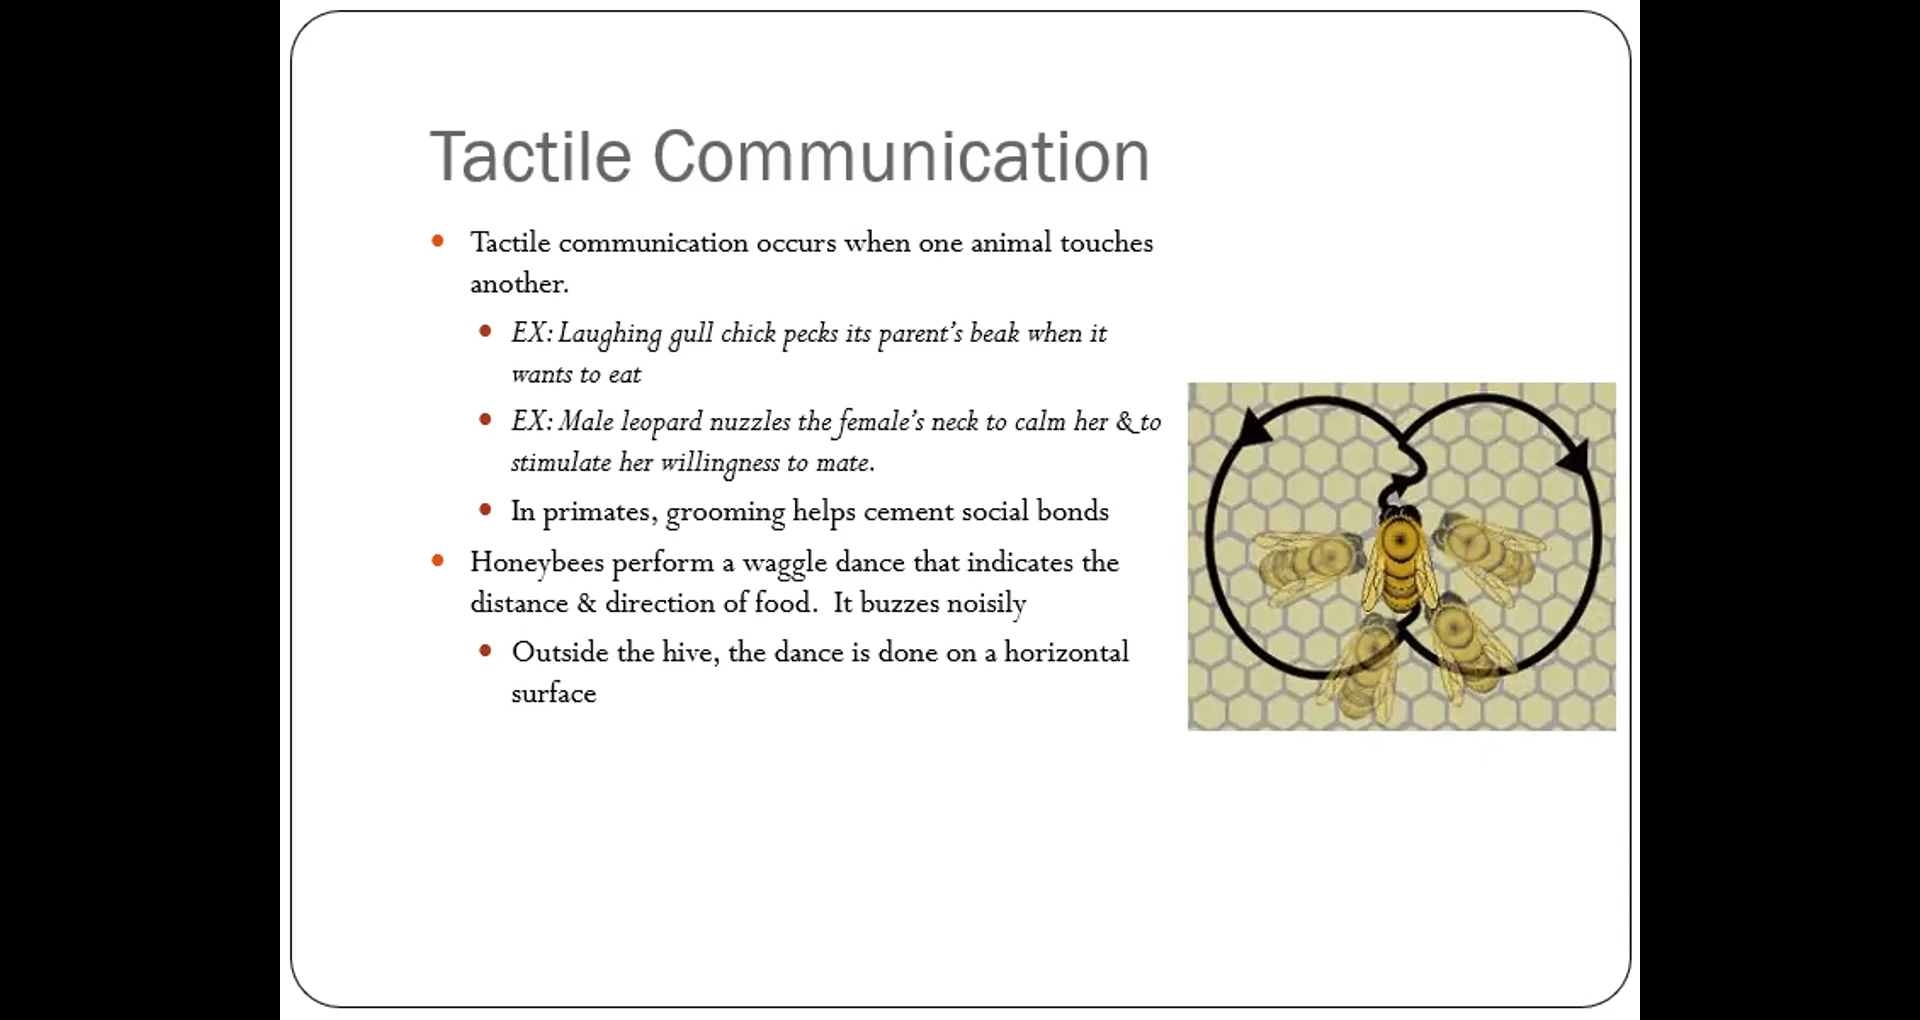 Tactile Communication
Tactile communication occurs when one animal touches
another.
EX: Laughing gull chick pecks its parent's beak when it
wants to eat
EX: Male leopard nuzzles the female's neck to calm her & to
stimulate her willingness to mate.
In primates, grooming helps cement social bonds
Honeybees perform a waggle dance that indicates the
distance & direction of food.  It buzzes noisily
Outside the hive, the dance is done on a horizontal
surface